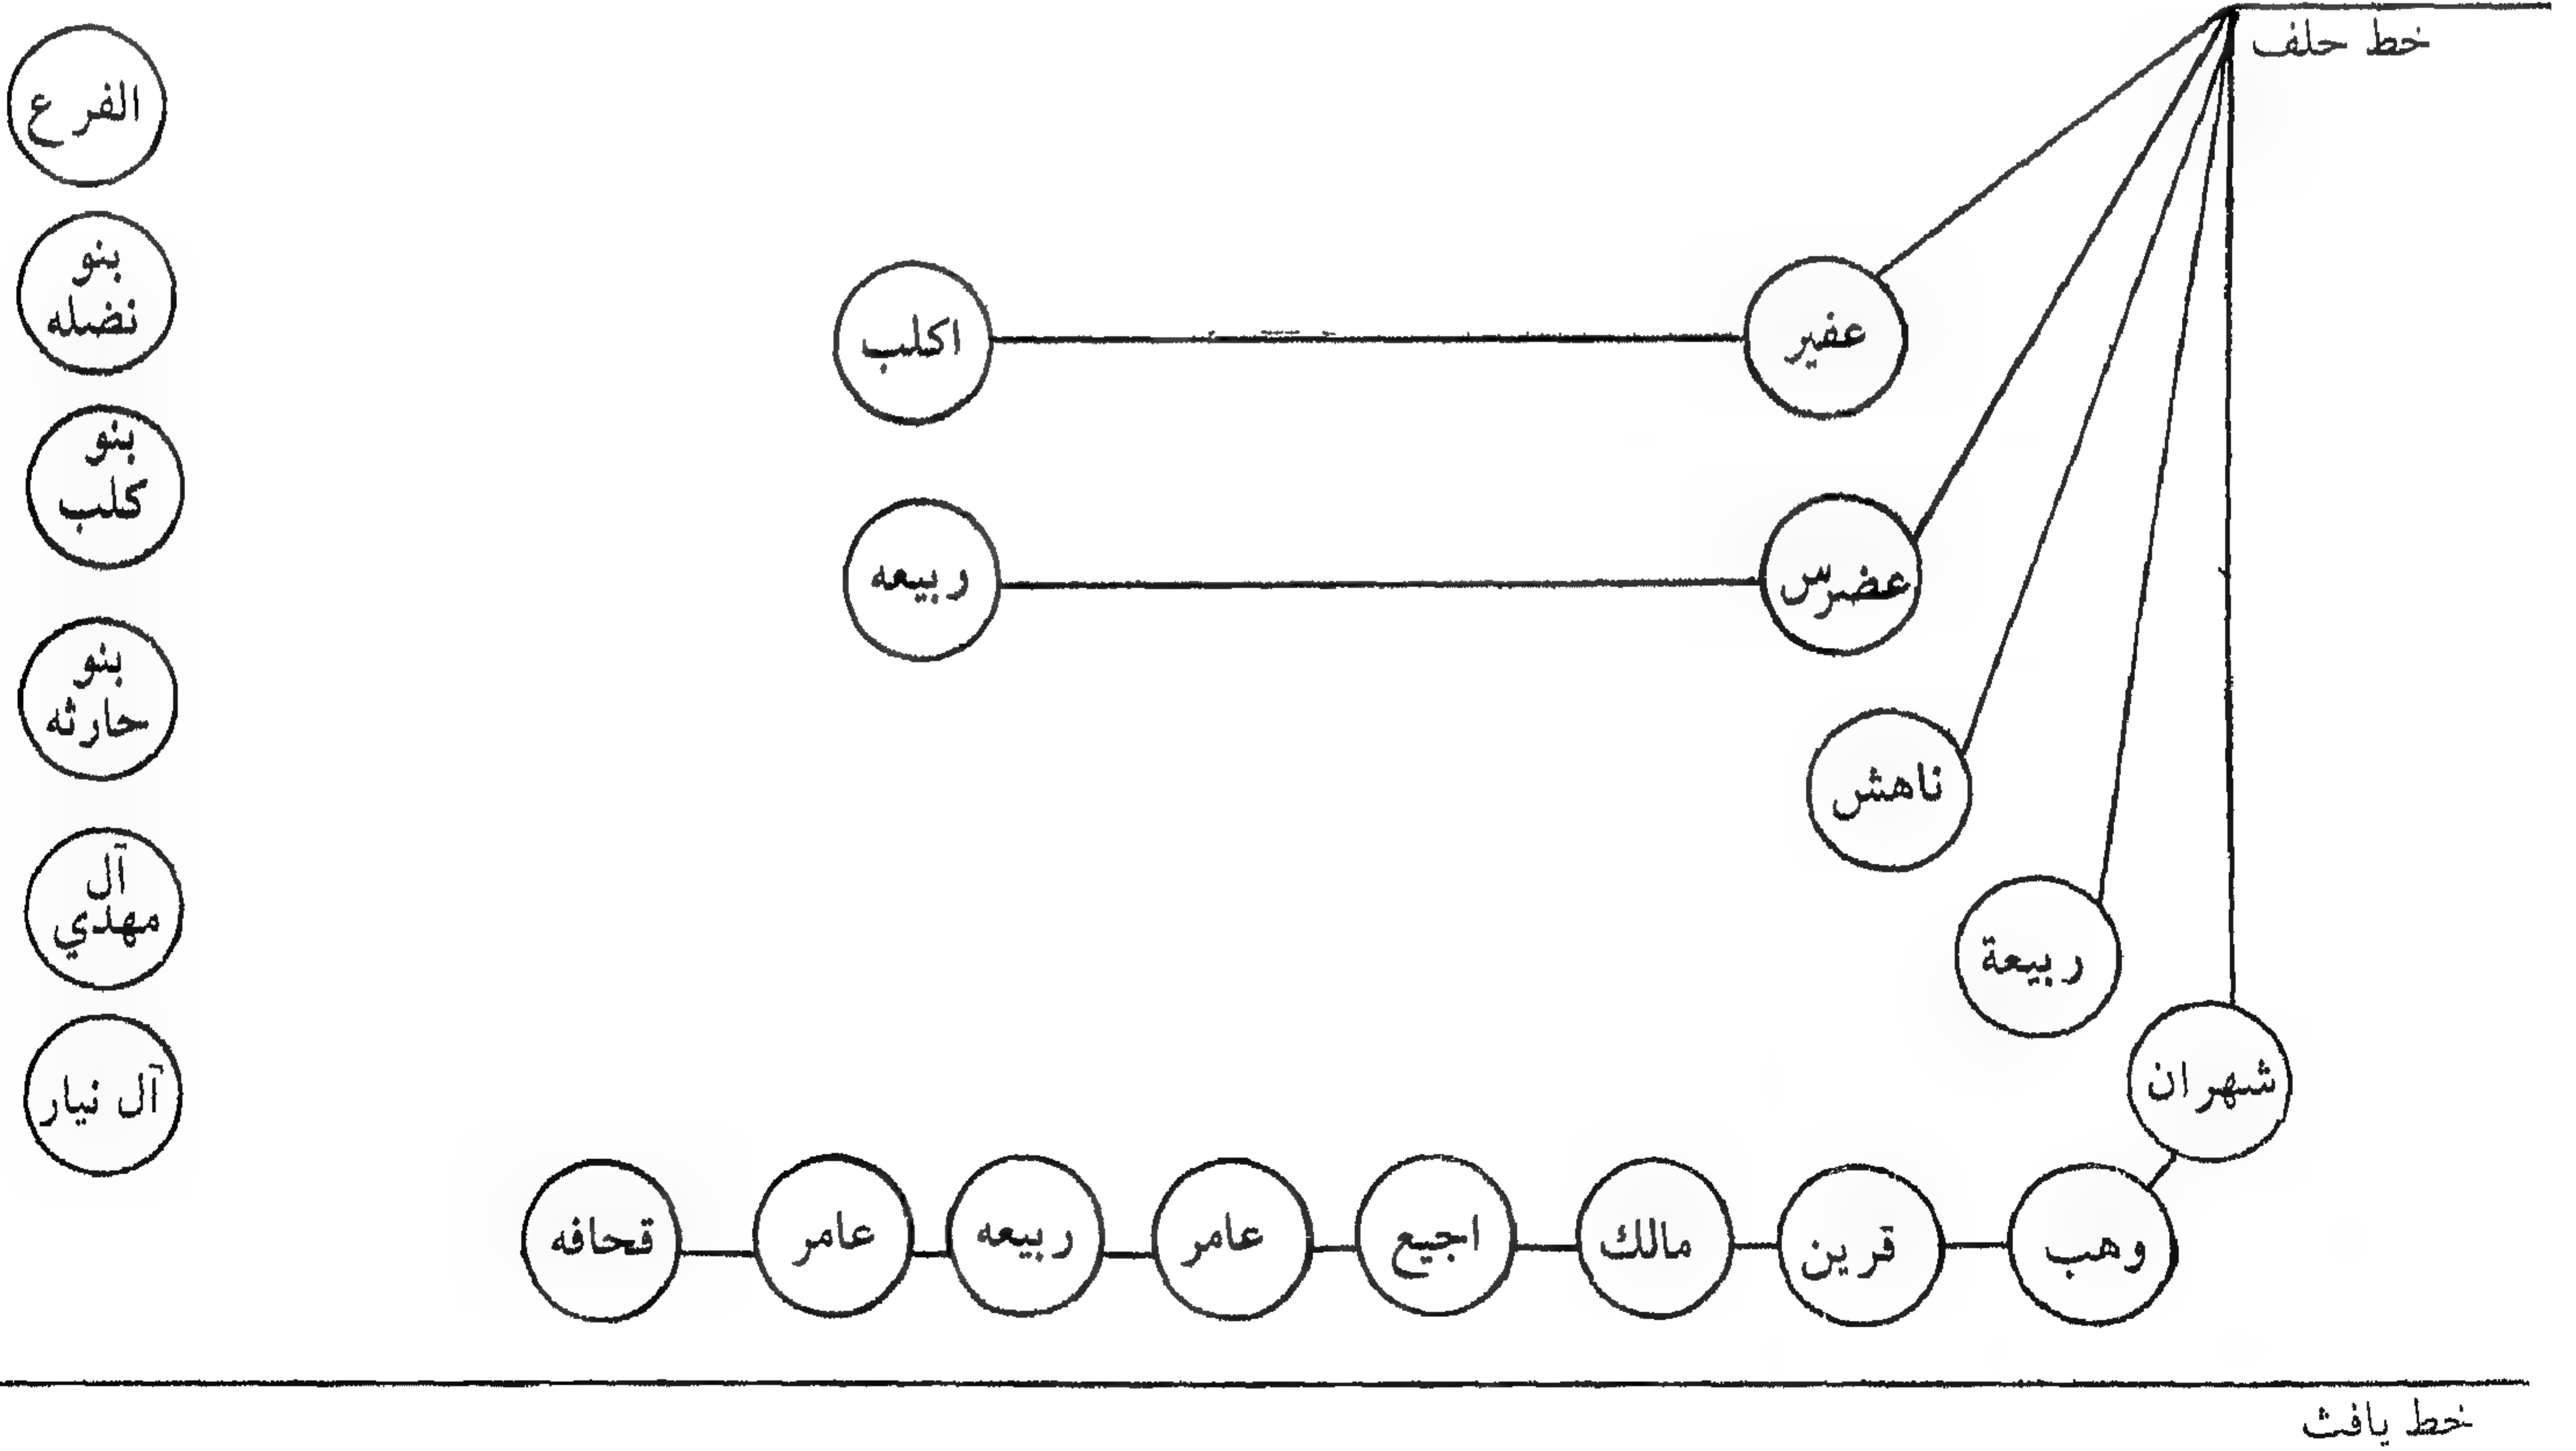 خط حلف
الفرع
بنو
نضله
بنو
كلب
بنو
حارثه
آل
مهدي
آل نيار
عفير
اكلب
عضرس
ربيعه
ناهش
ربيعة
شهران
وهب
قرين
مالك
اجيع
عامر
ربيعه
عامر
قحافه
خط يافث